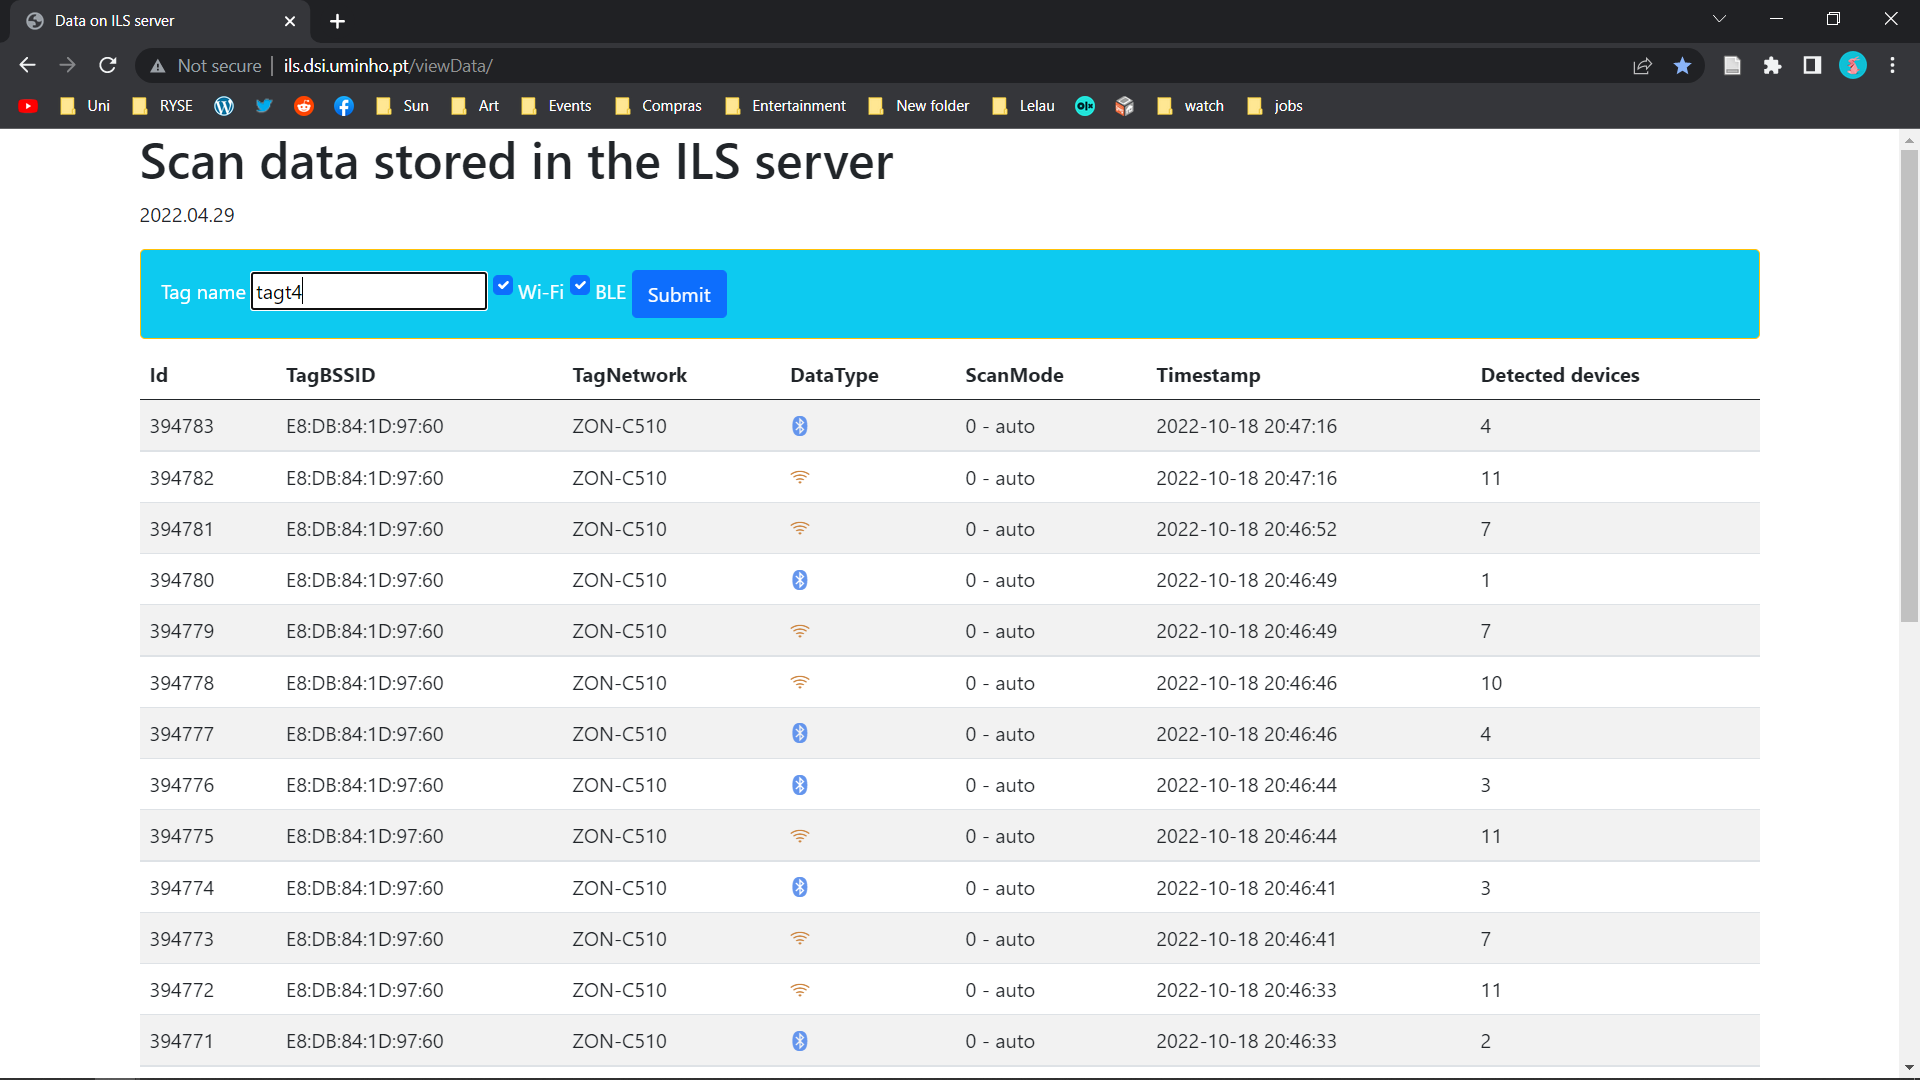 Data on ILS server
Not secure ils.dsi.uminho.pt/viewData/
Uni RYSE Sun Art Events Compras Entertainment New folder Lelau OlX watch jobs
Scan data stored in the ILS server
2022.04.29
Tag name tagt4 Wi-Fi BLE Submit
Id TagBSSID TagNetwork DataType ScanMode Timestamp Detected devices
394783 E8:DB:84:1D:97:60 ZON-C510 0 - auto 2022-10-18 20:47:16 4
394782 E8:DB:84:1D:97:60 ZON-C510 0 - auto 2022-10-18 20:47:16 11
394781 E8:DB:84:1D:97:60 ZON-C510 0 - auto 2022-10-18 20:46:52 7
394780 E8:DB:84:1D:97:60 ZON-C510 0 - auto 2022-10-18 20:46:49 1
394779 E8:DB:84:1D:97:60 ZON-C510 0 - auto 2022-10-18 20:46:49 7
394778 E8:DB:84:1D:97:60 ZON-C510 0 - auto 2022-10-18 20:46:46 10
394777 E8:DB:84:1D:97:60 ZON-C510 0 - auto 2022-10-18 20:46:46 4
394776 E8:DB:84:1D:97:60 ZON-C510 0 - auto 2022-10-18 20:46:44 3
394775 E8:DB:84:1D:97:60 ZON-C510 0 - auto 2022-10-18 20:46:44 11
394774 E8:DB:84:1D:97:60 ZON-C510 0 - auto 2022-10-18 20:46:41 3
394773 E8:DB:84:1D:97:60 ZON-C510 0 - auto 2022-10-18 20:46:41 7
394772 E8:DB:84:1D:97:60 ZON-C510 0 - auto 2022-10-18 20:46:33 11
394771 E8:DB:84:1D:97:60 ZON-C510 0 - auto 2022-10-18 20:46:33 2